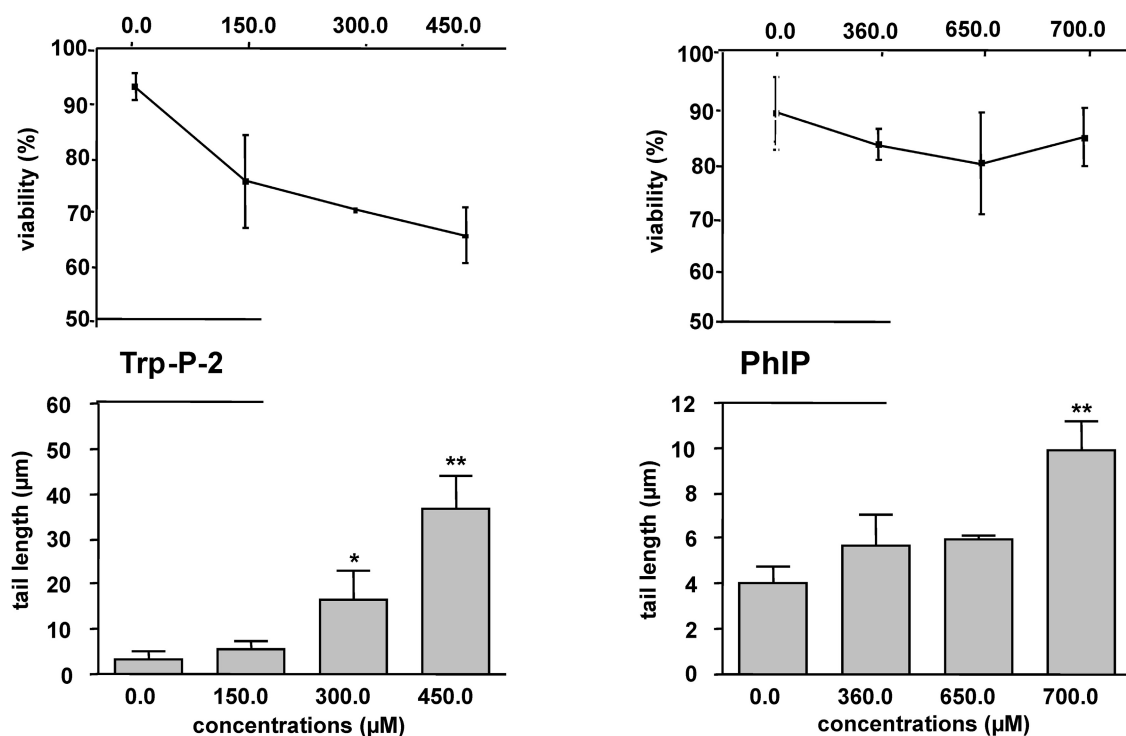 0.0 150.0 300.0 450.0
100
90
80
70
60
50
viability (%)
Trp-P-2
60
50
40
30
20
10
0
tail length (µm)
*
**
0.0 150.0 300.0 450.0
concentrations (µM)
0.0 360.0 650.0 700.0
100
90
80
70
60
50
viability (%)
PhIP
12
10
8
6
4
2
0
tail length (µm)
**
0.0 360.0 650.0 700.0
concentrations (µM)